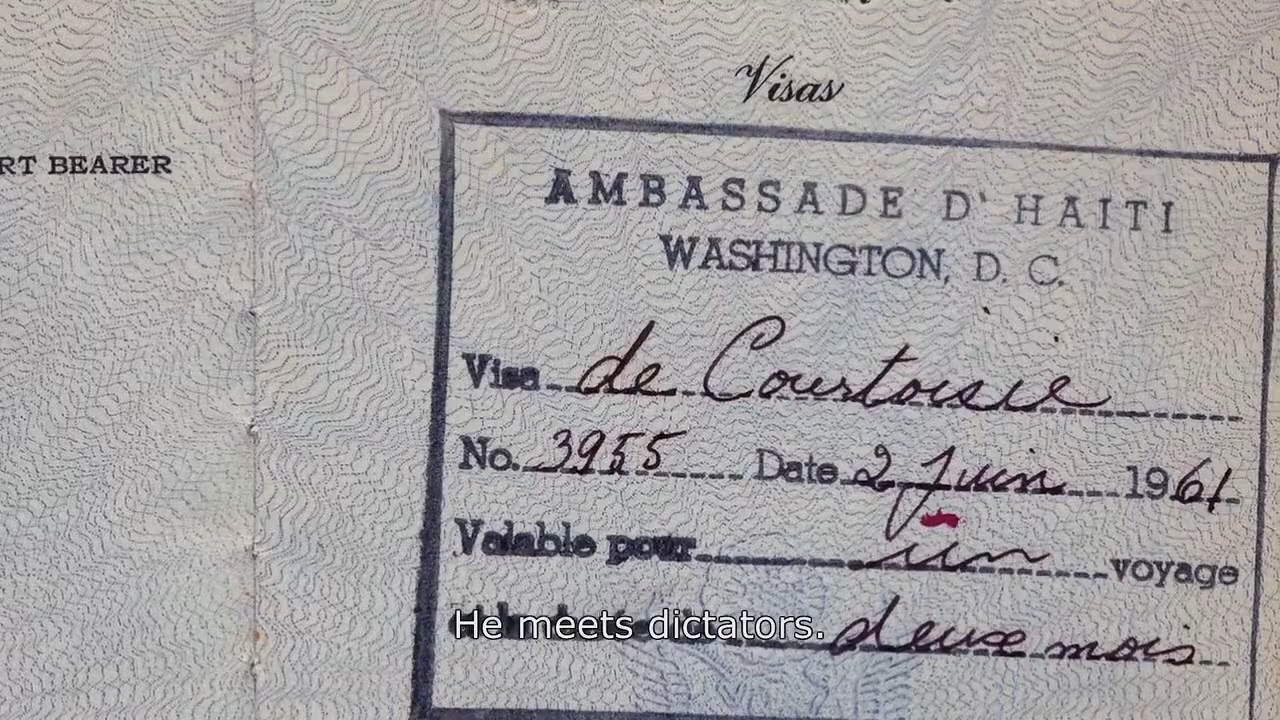 Visas
RT BEARER
AMBASSADE D'HAITI
WASHINGTON, D. C.
Visa de Courtoisie
No. 3955 Date 2 Juin 1961
Valable pour un voyage
deux mois
He meets dictators.